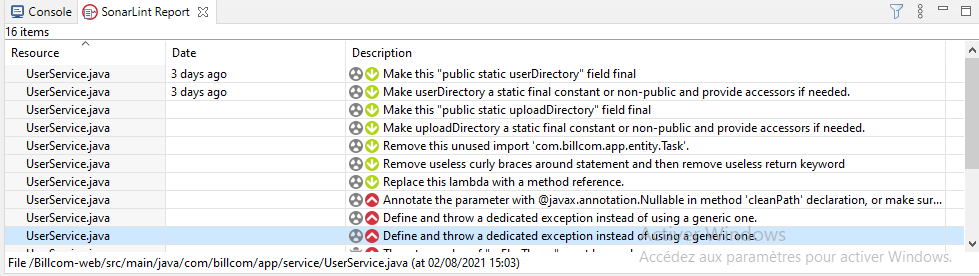 Console SonarLint Report
16 items
Resource Date Description
UserService.java 3 days ago Make this "public static userDirectory" field final
UserService.java 3 days ago Make userDirectory a static final constant or non-public and provide accessors if needed.
UserService.java Make this "public static uploadDirectory" field final
UserService.java Make uploadDirectory a static final constant or non-public and provide accessors if needed.
UserService.java Remove this unused import 'com.billcom.app.entity.Task'.
UserService.java Remove useless curly braces around statement and then remove useless return keyword
UserService.java Replace this lambda with a method reference.
UserService.java Annotate the parameter with @javax.annotation.Nullable in method 'cleanPath' declaration, or make sur...
UserService.java Define and throw a dedicated exception instead of using a generic one.
UserService.java Define and throw a dedicated exception instead of using a generic one.
Activer Windows
Accédez aux paramètres pour activer Windows.
File /Billcom-web/src/main/java/com/billcom/app/service/UserService.java (at 02/08/2021 15:03)